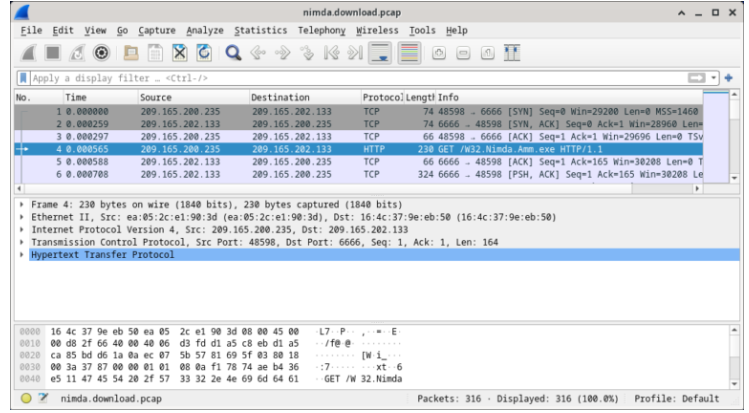 nimda.download.pcap
File Edit View Go Capture Analyze Statistics Telephony Wireless Tools Help
Apply a display filter … <Ctrl-/>
No. Time Source Destination Protocol Length Info
1 0.000000 209.165.200.235 209.165.202.133 TCP 74 48598 → 6666 [SYN] Seq=0 Win=29200 Len=0 MSS=1460
2 0.000259 209.165.202.133 209.165.200.235 TCP 74 6666 → 48598 [SYN, ACK] Seq=0 Ack=1 Win=28960 Len=
3 0.000297 209.165.200.235 209.165.202.133 TCP 66 48598 → 6666 [ACK] Seq=1 Ack=1 Win=29696 Len=0 TSv
4 0.000565 209.165.200.235 209.165.202.133 HTTP 230 GET /W32.Nimda.Amm.exe HTTP/1.1
5 0.000588 209.165.202.133 209.165.200.235 TCP 66 6666 → 48598 [ACK] Seq=1 Ack=165 Win=30208 Len=0 T
6 0.000708 209.165.202.133 209.165.200.235 TCP 324 6666 → 48598 [PSH, ACK] Seq=1 Ack=165 Win=30208 Le
Frame 4: 230 bytes on wire (1840 bits), 230 bytes captured (1840 bits)
Ethernet II, Src: ea:05:2c:e1:90:3d (ea:05:2c:e1:90:3d), Dst: 16:4c:37:9e:eb:50 (16:4c:37:9e:eb:50)
Internet Protocol Version 4, Src: 209.165.200.235, Dst: 209.165.202.133
Transmission Control Protocol, Src Port: 48598, Dst Port: 6666, Seq: 1, Ack: 1, Len: 164
Hypertext Transfer Protocol
0000 16 4c 37 9e eb 50 ea 05 2c e1 90 3d 08 00 45 00 ·L7··P·· ,··=··E·
0010 00 d8 2f 66 40 00 40 06 d3 fd d1 a5 c8 eb d1 a5 ··/f@·@· ········
0020 ca 85 bd d6 1a 0a ec 07 5b 57 81 69 5f 03 80 18 ········ [W·i_···
0030 00 3a 37 87 00 00 01 01 08 0a f1 78 74 ae b4 36 ·:7····· ···xt··6
0040 e5 11 47 45 54 20 2f 57 33 32 2e 4e 69 6d 64 61 ··GET /W 32.Nimda
nimda.download.pcap Packets: 316 · Displayed: 316 (100.0%) Profile: Default